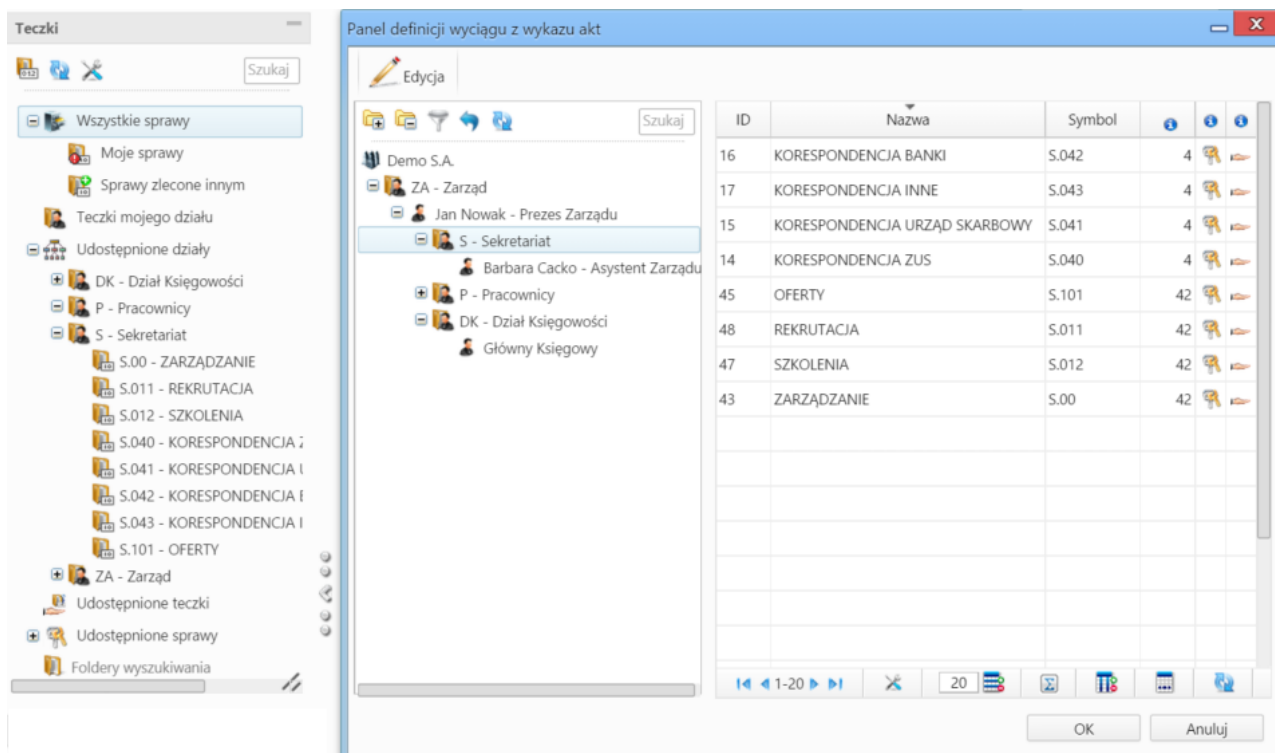 Teczki
Szukaj
Wszystkie sprawy
Moje sprawy
Sprawy zlecone innym
Teczki mojego działu
Udostępnione działy
DK - Dział Księgowości
P - Pracownicy
S - Sekretariat
S.00 - ZARZĄDZANIE
S.011 - REKRUTACJA
S.012 - SZKOLENIA
S.040 - KORESPONDENCJA
S.041 - KORESPONDENCJA
S.042 - KORESPONDENCJA
S.043 - KORESPONDENCJA
S.101 - OFERTY
ZA - Zarząd
Udostępnione teczki
Udostępnione sprawy
Foldery wyszukiwania
Panel definicji wyciągu z wykazu akt
Edycja
Szukaj
Demo S.A.
ZA - Zarząd
Jan Nowak - Prezes Zarządu
S - Sekretariat
Barbara Cacko - Asystent Zarządu
P - Pracownicy
DK - Dział Księgowości
Główny Księgowy
ID Nazwa Symbol
16 KORESPONDENCJA BANKI S.042 4
17 KORESPONDENCJA INNE S.043 4
15 KORESPONDENCJA URZĄD SKARBOWY S.041 4
14 KORESPONDENCJA ZUS S.040 4
45 OFERTY S.101 42
48 REKRUTACJA S.011 42
47 SZKOLENIA S.012 42
43 ZARZĄDZANIE S.00 42
1-20 20
OK Anuluj